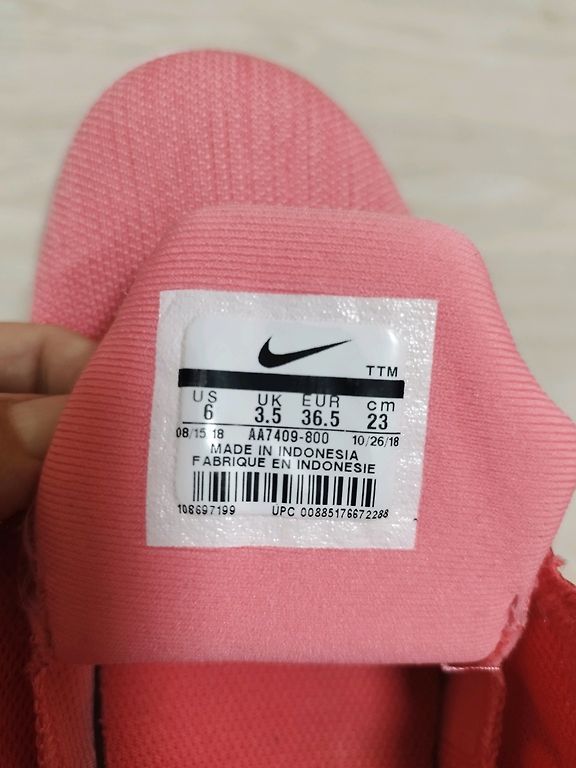 TTM
US UK EUR cm
6 3.5 36.5 23
08/15/18 AA7409-800 10/26/18
MADE IN INDONESIA
FABRIQUE EN INDONESIE
108697199 UPC 00885176672288